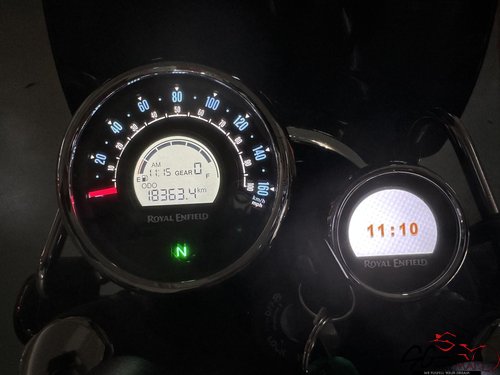 20 40 60 80 100 120 140 160
km/h
mph
AM
11:15 GEAR 0
E F
ODO
18363.4 km
ROYAL ENFIELD
N
11:10
ROYAL ENFIELD